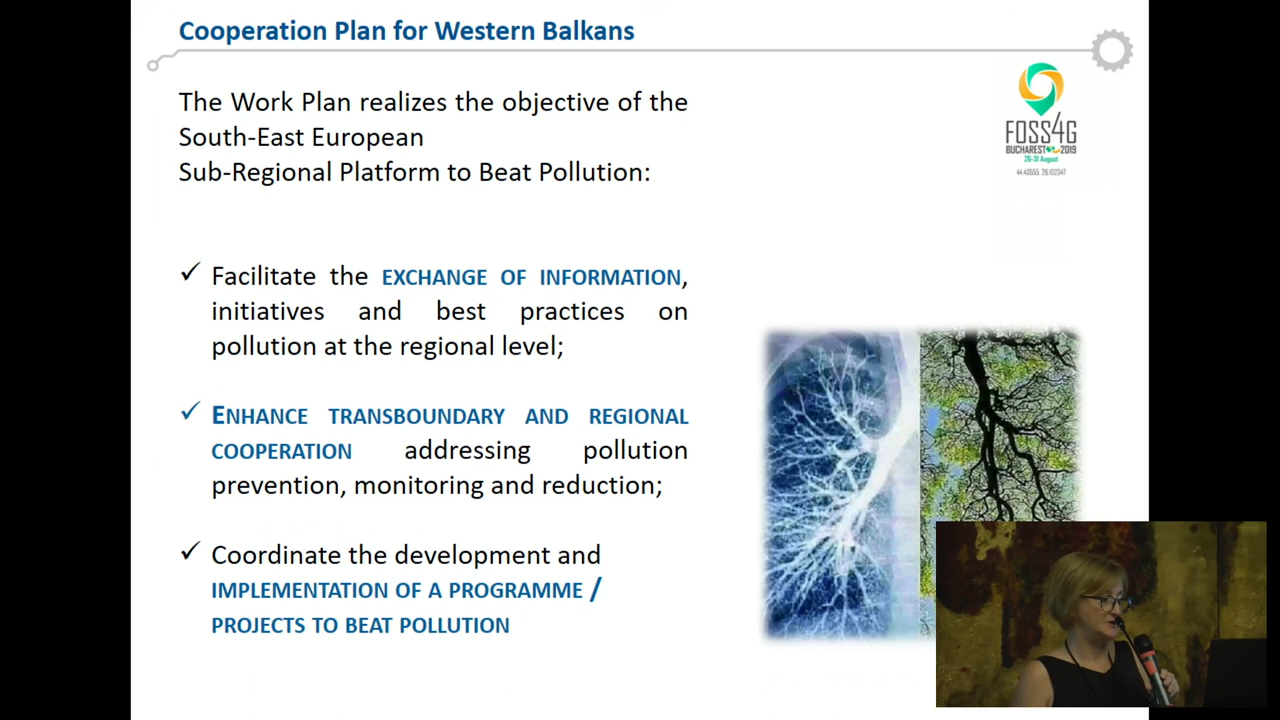 Cooperation Plan for Western Balkans
The Work Plan realizes the objective of the
South-East European
Sub-Regional Platform to Beat Pollution:
✓ Facilitate the EXCHANGE OF INFORMATION,
initiatives and best practices on
pollution at the regional level;
✓ ENHANCE TRANSBOUNDARY AND REGIONAL
COOPERATION addressing pollution
prevention, monitoring and reduction;
✓ Coordinate the development and
IMPLEMENTATION OF A PROGRAMME /
PROJECTS TO BEAT POLLUTION
FOSS4G
BUCHAREST 2019
26-31 August